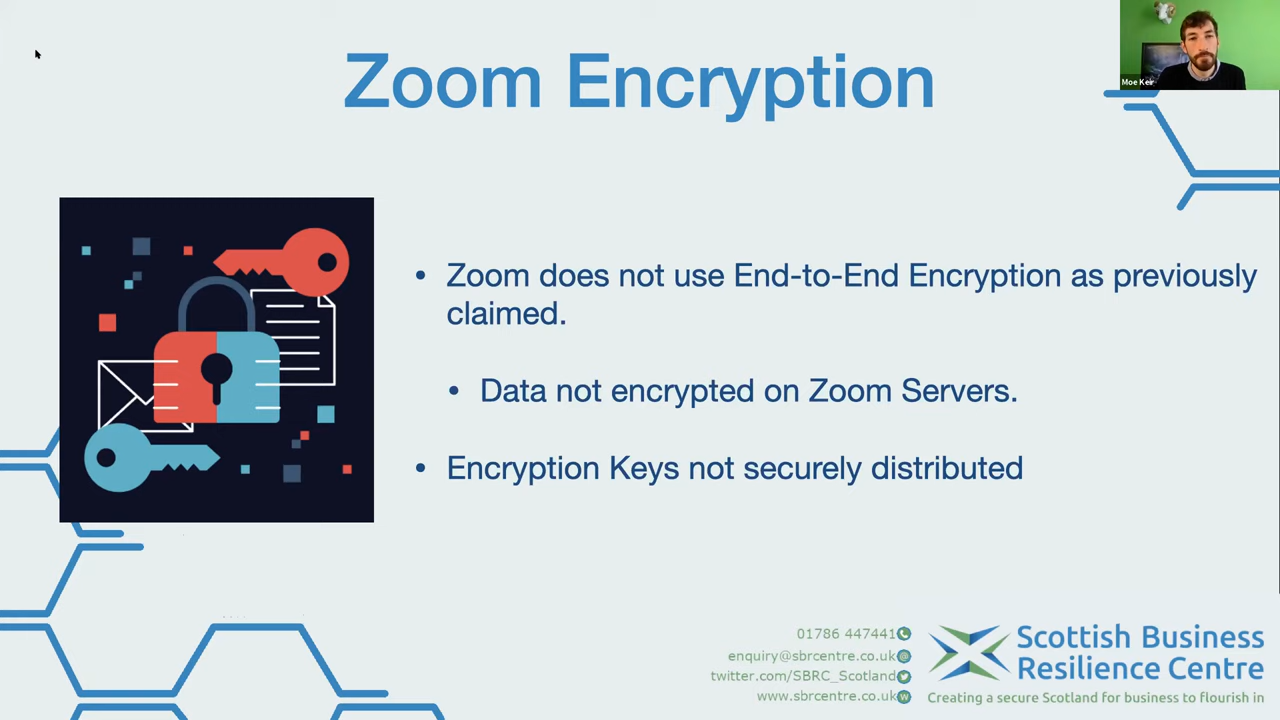 Zoom Encryption
Moe Keir
• Zoom does not use End-to-End Encryption as previously
claimed.
• Data not encrypted on Zoom Servers.
• Encryption Keys not securely distributed
01786 447441
enquiry@sbrcentre.co.uk
twitter.com/SBRC_Scotland
www.sbrcentre.co.uk
Scottish Business
Resilience Centre
Creating a secure Scotland for business to flourish in